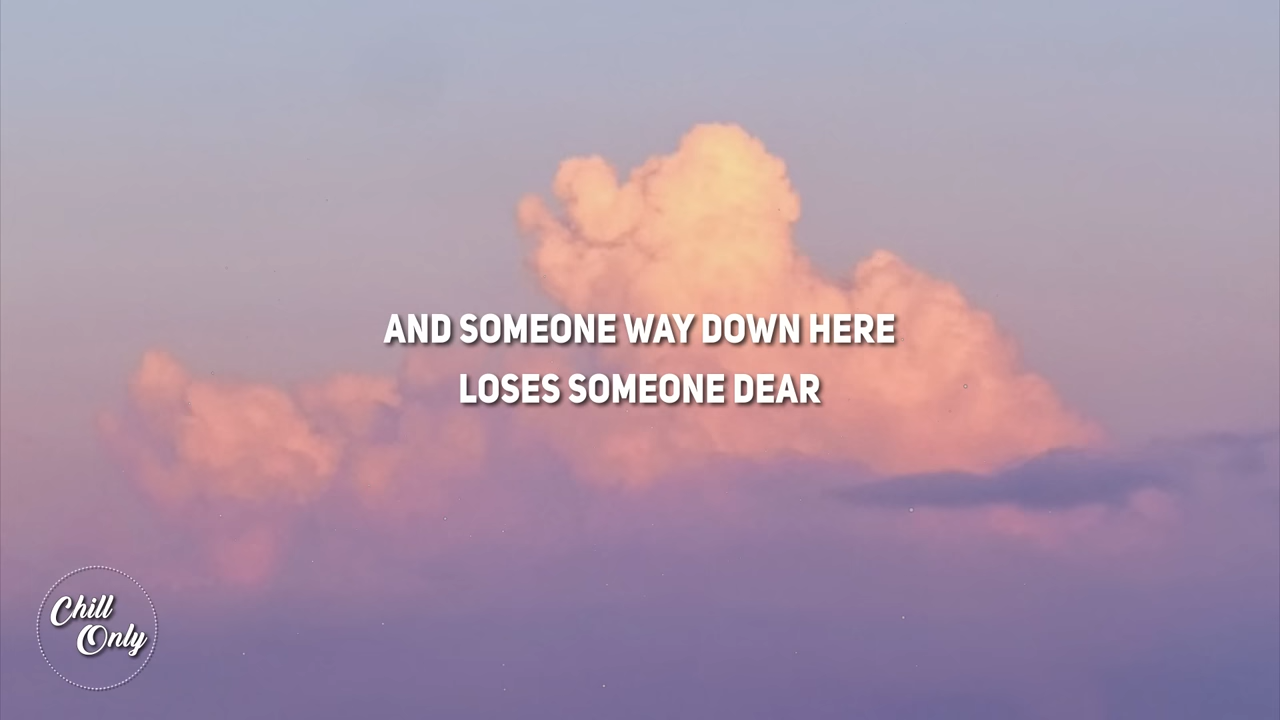 AND SOMEONE WAY DOWN HERE
LOSES SOMEONE DEAR
Chill
Only